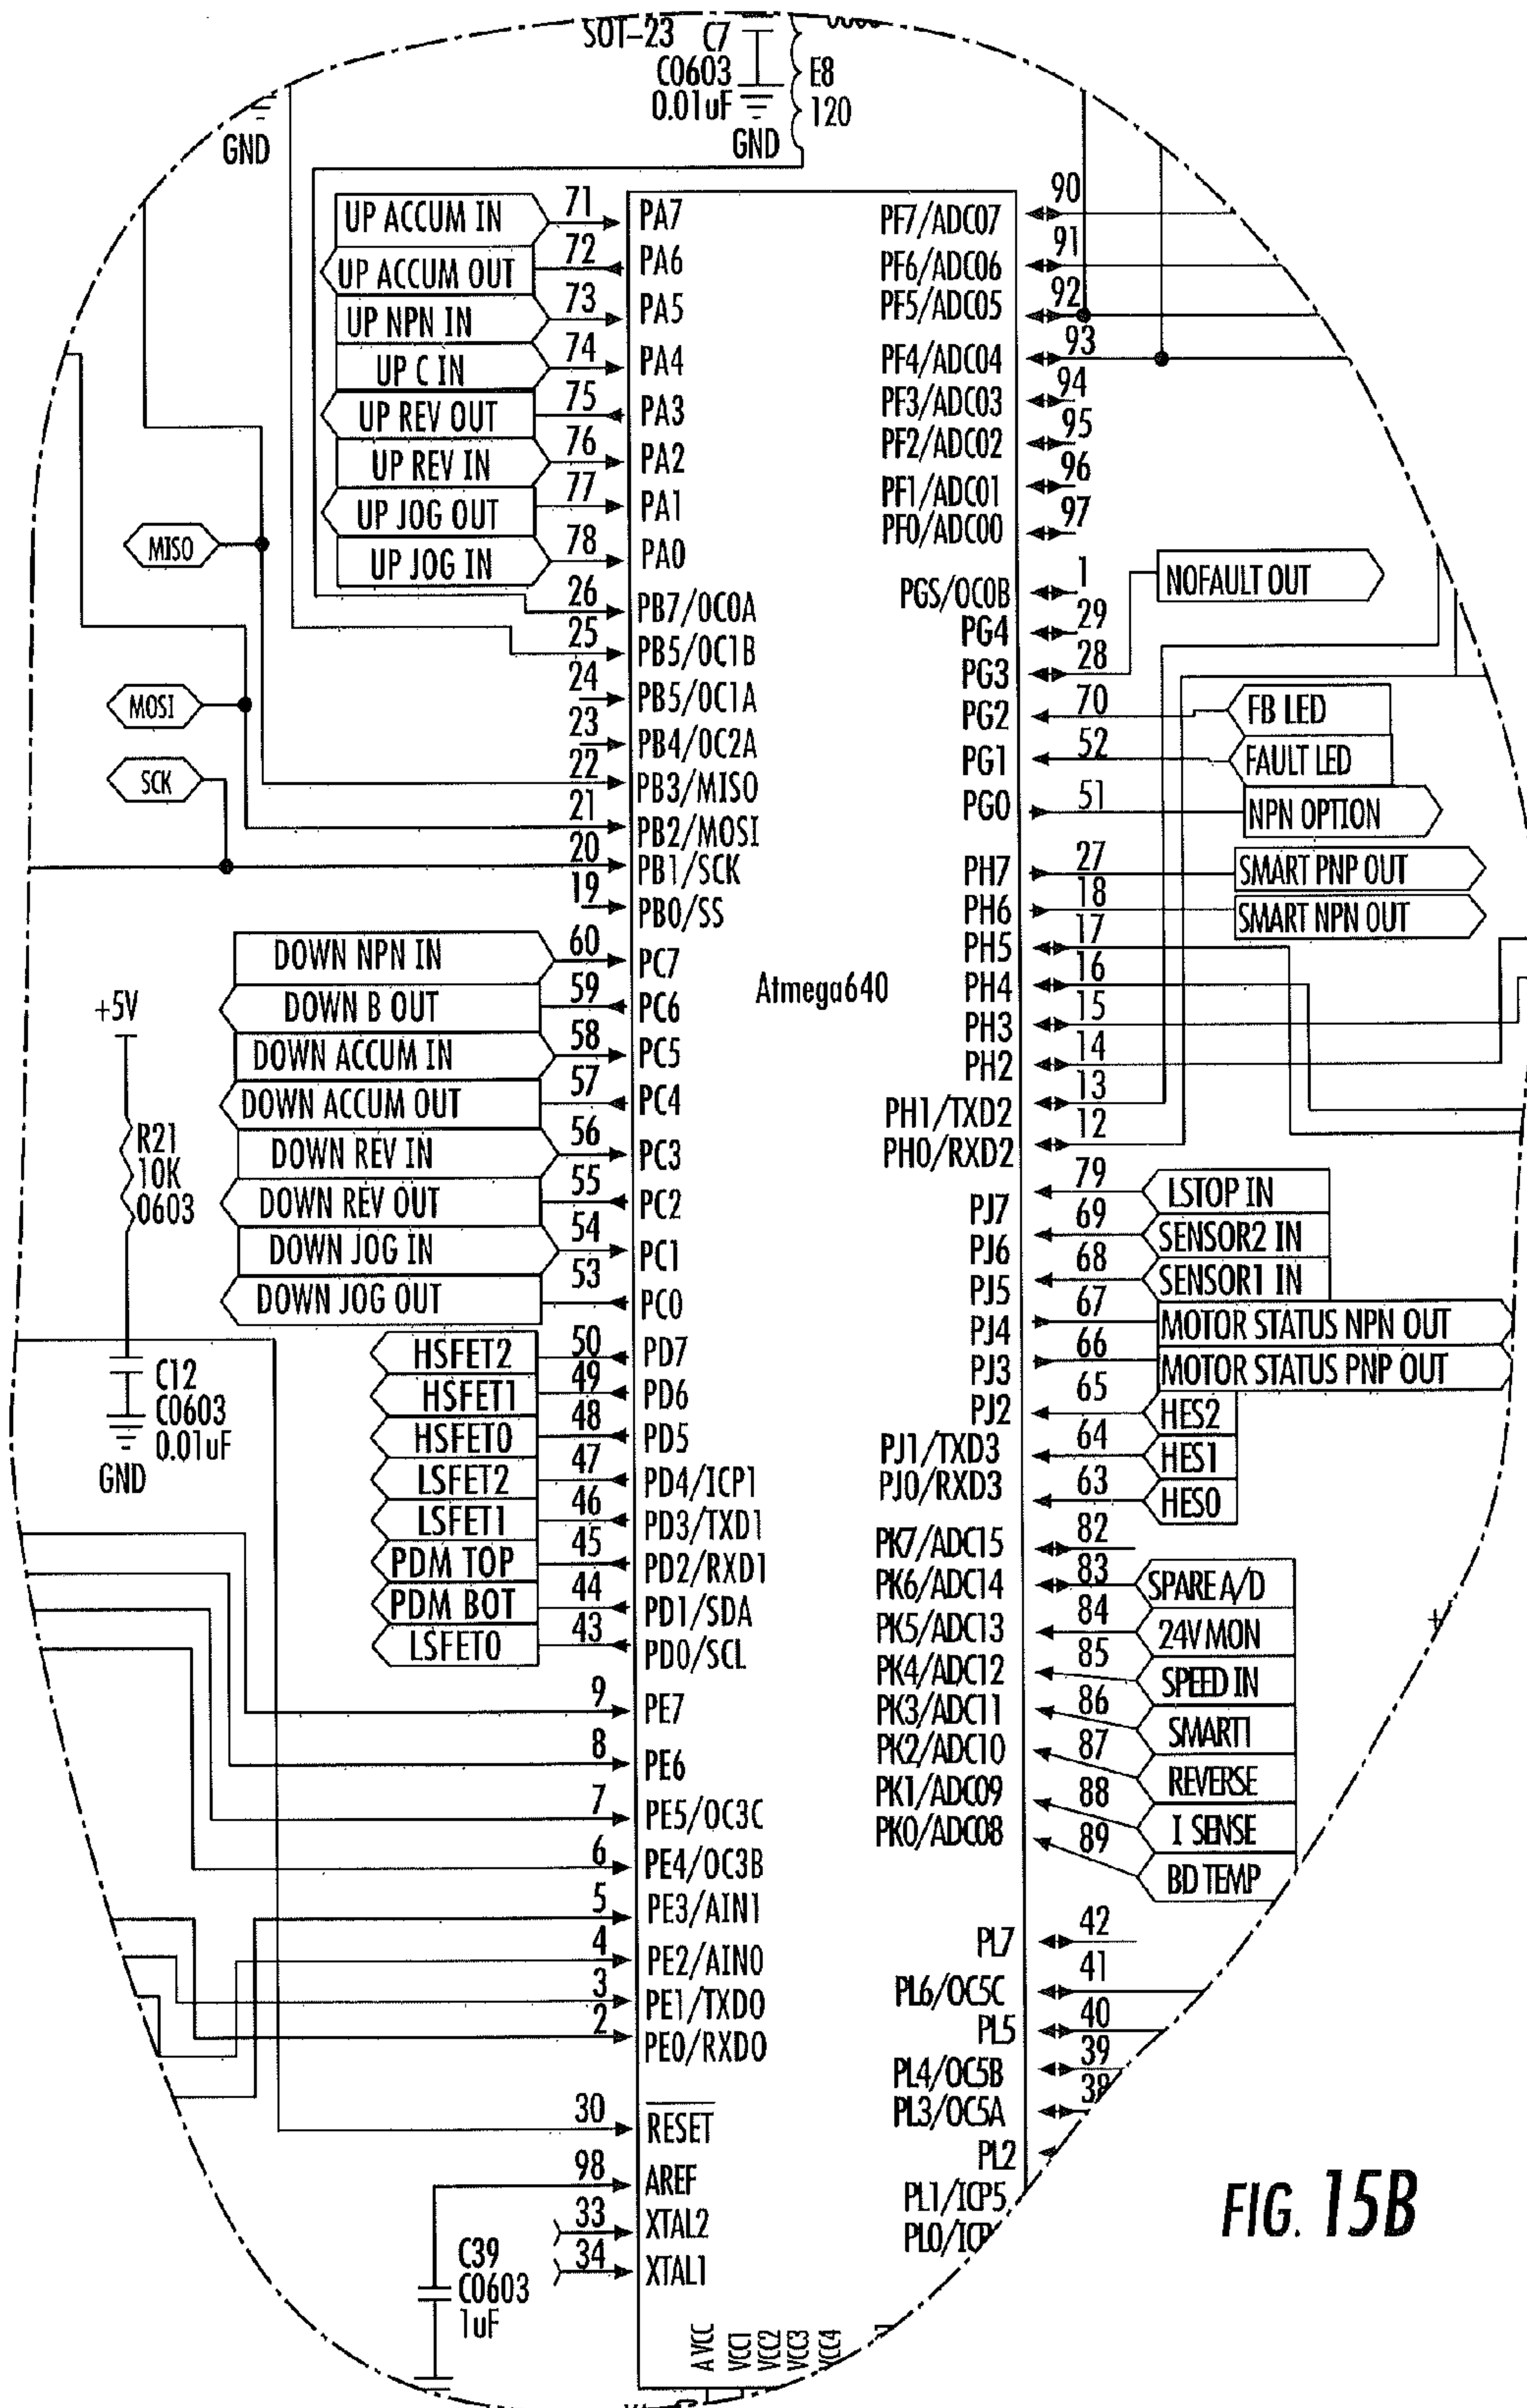 SOT-23 C7
C0603
0.01uF
GND
E8
120
GND
UP ACCUM IN 71 PA7
UP ACCUM OUT 72 PA6
UP NPN IN 73 PA5
UP C IN 74 PA4
UP REV OUT 75 PA3
UP REV IN 76 PA2
UP JOG OUT 77 PA1
UP JOG IN 78 PA0
26 PB7/OC0A
25 PB5/OC1B
24 PB5/OC1A
23 PB4/OC2A
22 PB3/MISO
21 PB2/MOSI
20 PB1/SCK
19 PB0/SS
MISO
MOSI
SCK
DOWN NPN IN 60 PC7
DOWN B OUT 59 PC6
DOWN ACCUM IN 58 PC5
DOWN ACCUM OUT 57 PC4
DOWN REV IN 56 PC3
DOWN REV OUT 55 PC2
DOWN JOG IN 54 PC1
DOWN JOG OUT 53 PC0
+5V
R21
10K
0603
C12
C0603
0.01uF
GND
HSFET2 50 PD7
HSFET1 49 PD6
HSFET0 48 PD5
LSFET2 47 PD4/ICP1
LSFET1 46 PD3/TXD1
PDM TOP 45 PD2/RXD1
PDM BOT 44 PD1/SDA
LSFET0 43 PD0/SCL
9 PE7
8 PE6
7 PE5/OC3C
6 PE4/OC3B
5 PE3/AIN1
4 PE2/AIN0
3 PE1/TXD0
2 PE0/RXD0
30 RESET
98 AREF
33 XTAL2
34 XTAL1
C39
C0603
1uF
Atmega640
PF7/ADC07 90
PF6/ADC06 91
PF5/ADC05 92
PF4/ADC04 93
PF3/ADC03 94
PF2/ADC02 95
PF1/ADC01 96
PF0/ADC00 97
PGS/OC0B 1
PG4 29
PG3 28 NOFAULT OUT
PG2 70 FB LED
PG1 52 FAULT LED
PG0 51 NPN OPTION
PH7 27 SMART PNP OUT
PH6 18 SMART NPN OUT
PH5 17
PH4 16
PH3 15
PH2 14
PH1/TXD2 13
PH0/RXD2 12
PJ7 79 LSTOP IN
PJ6 69 SENSOR2 IN
PJ5 68 SENSOR1 IN
PJ4 67 MOTOR STATUS NPN OUT
PJ3 66 MOTOR STATUS PNP OUT
PJ2 65 HES2
PJ1/TXD3 64 HES1
PJ0/RXD3 63 HES0
PK7/ADC15 82
PK6/ADC14 83 SPARE A/D
PK5/ADC13 84 24V MON
PK4/ADC12 85 SPEED IN
PK3/ADC11 86 SMART1
PK2/ADC10 87 REVERSE
PK1/ADC09 88 I SENSE
PK0/ADC08 89 BD TEMP
+
PL7 42
PL6/OC5C 41
PL5 40
PL4/OC5B 39
PL3/OC5A 38
PL2
PL1/ICP5
PL0/ICP
A VCC
VCC1
VCC2
VCC3
VCC4
FIG. 15B